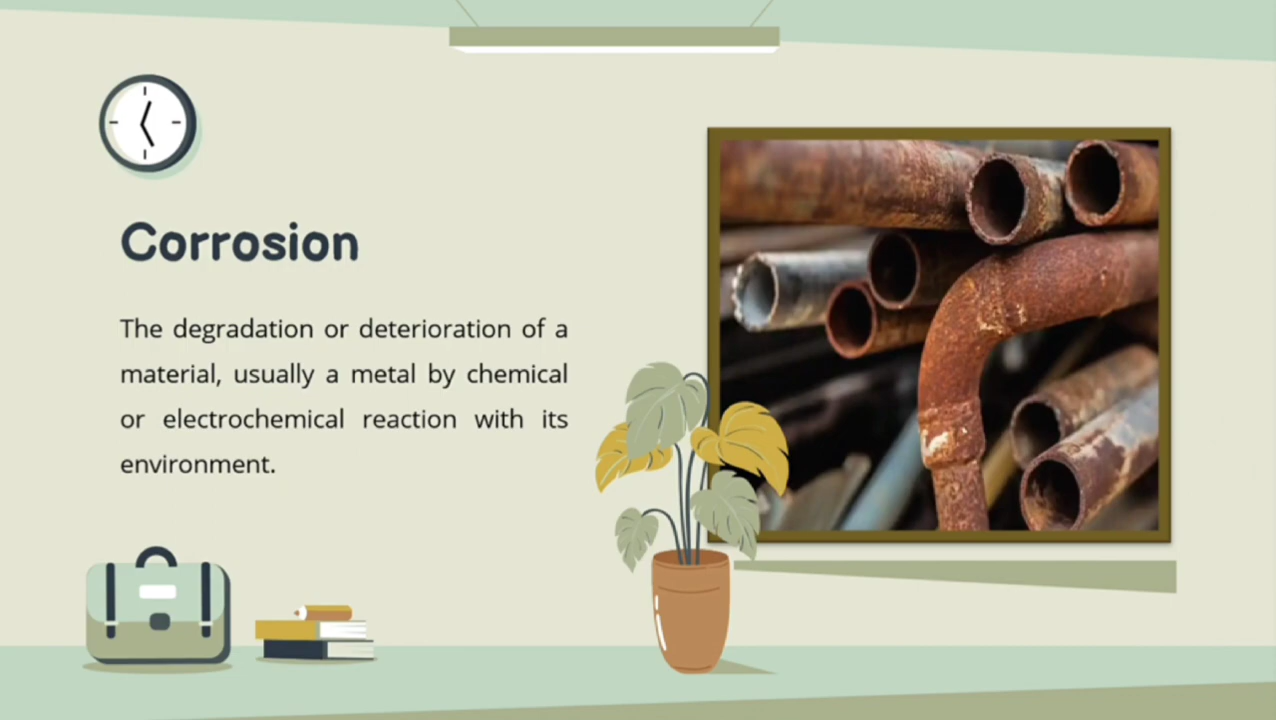 Corrosion
The degradation or deterioration of a
material, usually a metal by chemical
or electrochemical reaction with its
environment.